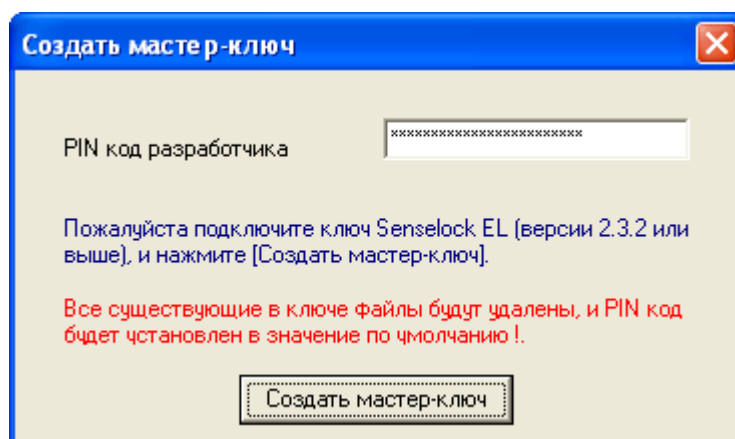 Создать мастер-ключ
PIN код разработчика
xxxxxxxxxxxxxxxxxxxxxxxx
Пожалуйста подключите ключ Senselock EL (версии 2.3.2 или
выше), и нажмите [Создать мастер-ключ].
Все существующие в ключе файлы будут удалены, и PIN код
будет установлен в значение по умолчанию !.
Создать мастер-ключ